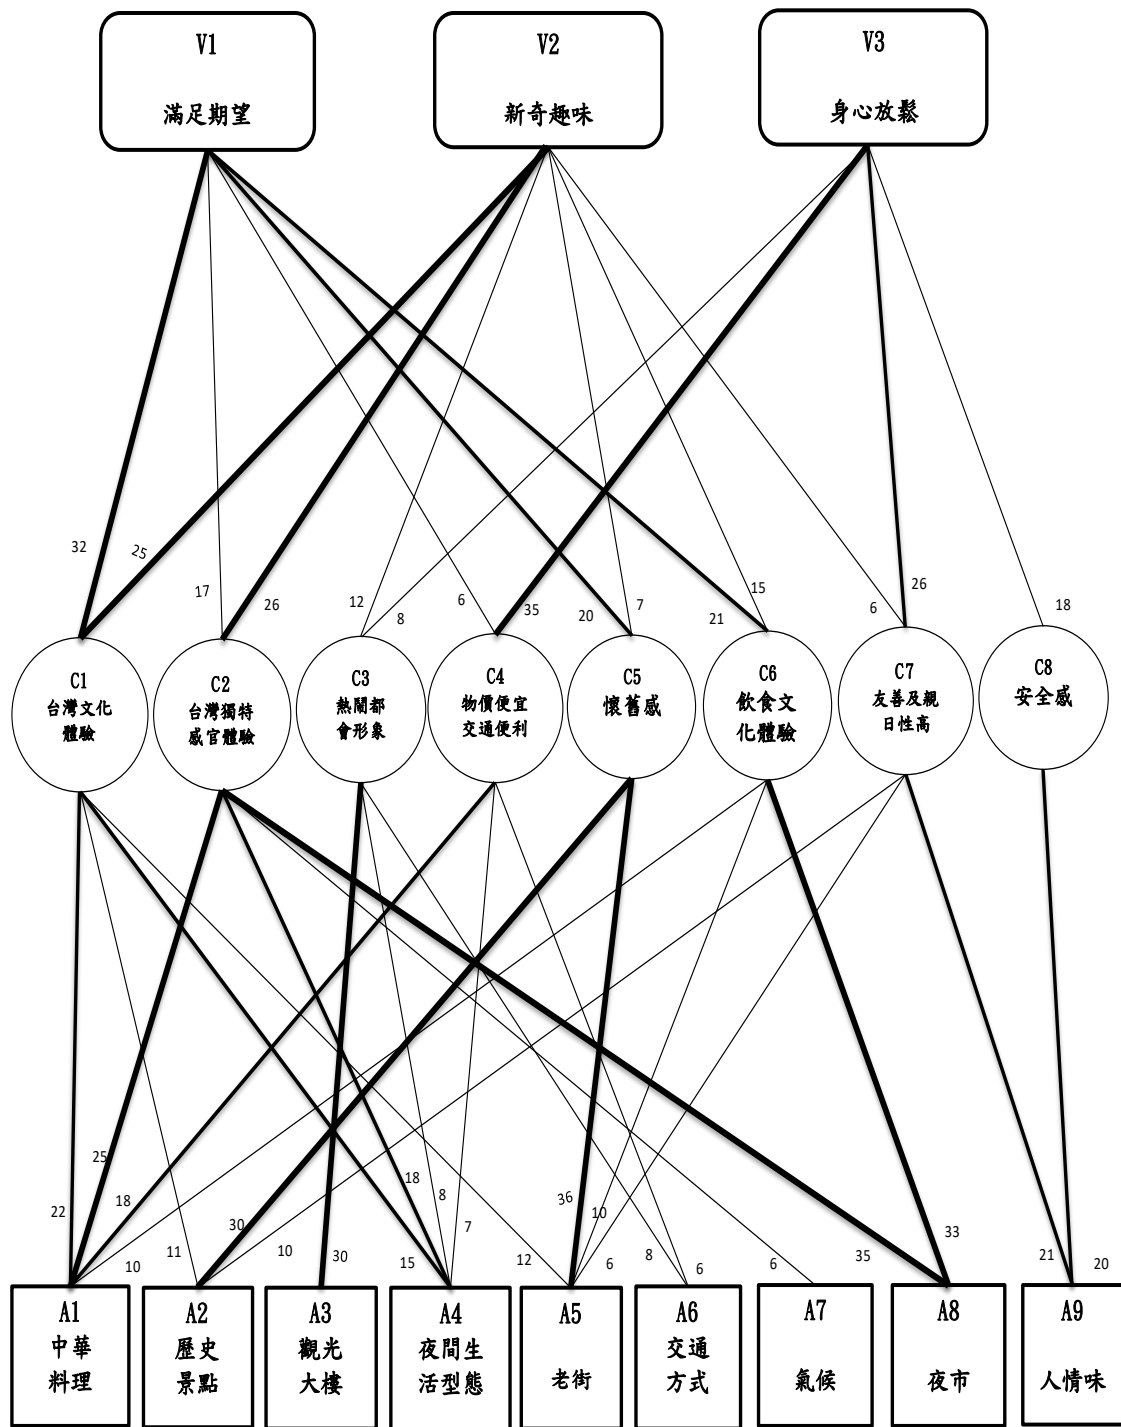 V1
滿足期望
V2
新奇趣味
V3
身心放鬆
32
25
17
26
12
8
6
35
20
7
21
15
6
26
18
C1
台灣文化
體驗
C2
台灣獨特
感官體驗
C3
熱鬧都
會形象
C4
物價便宜
交通便利
C5
懷舊感
C6
飲食文
化體驗
C7
友善及親
日性高
C8
安全感
22
25
18
10
11
30
10
30
15
18
8
7
12
36
10
6
8
6
6
35
33
21
20
A1
中華
料理
A2
歷史
景點
A3
觀光
大樓
A4
夜間生
活型態
A5
老街
A6
交通
方式
A7
氣候
A8
夜市
A9
人情味